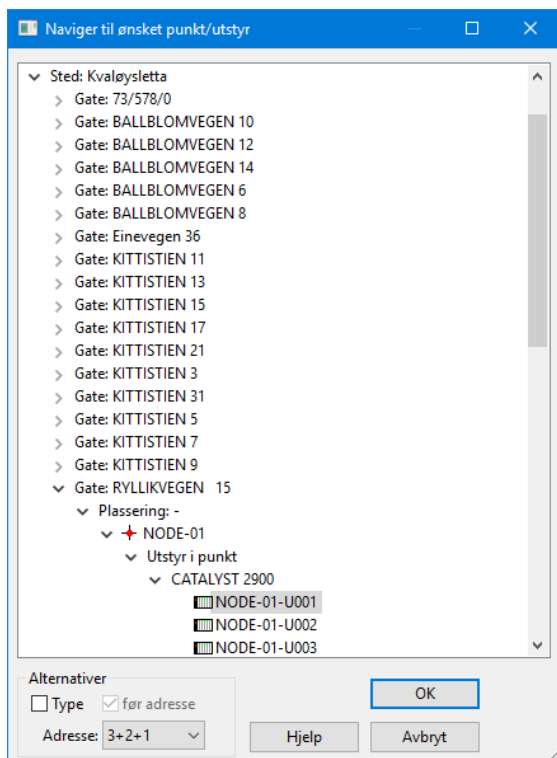 Naviger til ønsket punkt/utstyr
Sted: Kvaløysletta
Gate: 73/578/0
Gate: BALLBLOMVEGEN 10
Gate: BALLBLOMVEGEN 12
Gate: BALLBLOMVEGEN 14
Gate: BALLBLOMVEGEN 6
Gate: BALLBLOMVEGEN 8
Gate: Einevegen 36
Gate: KITTISTIEN 11
Gate: KITTISTIEN 13
Gate: KITTISTIEN 15
Gate: KITTISTIEN 17
Gate: KITTISTIEN 21
Gate: KITTISTIEN 3
Gate: KITTISTIEN 31
Gate: KITTISTIEN 5
Gate: KITTISTIEN 7
Gate: KITTISTIEN 9
Gate: RYLLIKVEGEN 15
Plassering: -
NODE-01
Utstyr i punkt
CATALYST 2900
NODE-01-U001
NODE-01-U002
NODE-01-U003
Alternativer
Type før adresse
Adresse: 3+2+1
OK
Hjelp Avbryt